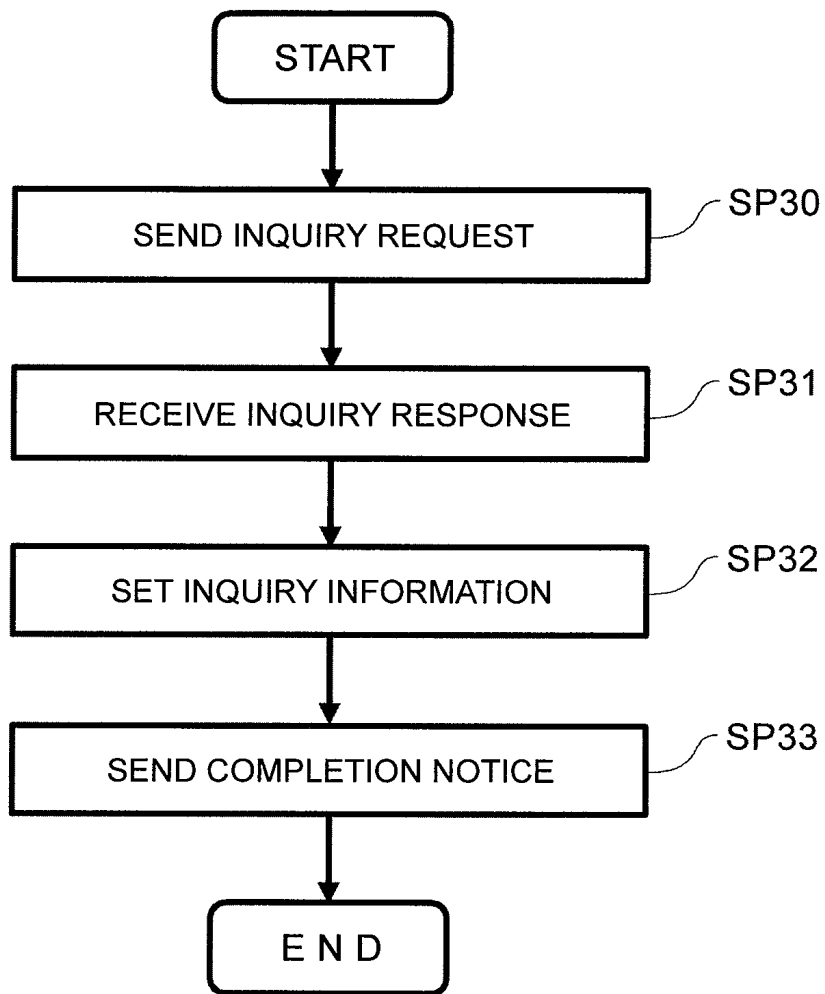 START
SEND INQUIRY REQUEST
SP30
RECEIVE INQUIRY RESPONSE
SP31
SET INQUIRY INFORMATION
SP32
SEND COMPLETION NOTICE
SP33
E N D